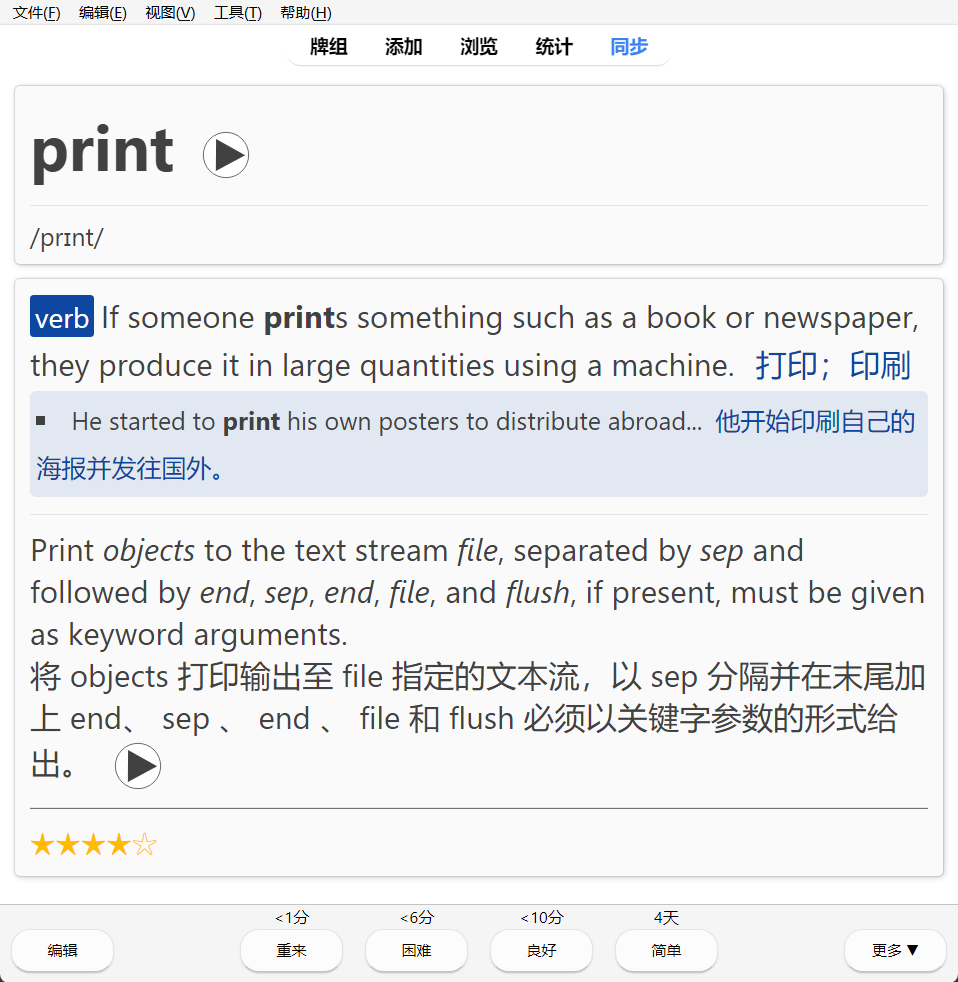 文件(F) 编辑(E) 视图(V) 工具(T) 帮助(H)
牌组 添加 浏览 统计 同步
print
/prɪnt/
verb If someone prints something such as a book or newspaper,
they produce it in large quantities using a machine. 打印；印刷
▪ He started to print his own posters to distribute abroad... 他开始印刷自己的
海报并发往国外。
Print objects to the text stream file, separated by sep and
followed by end, sep, end, file, and flush, if present, must be given
as keyword arguments.
将 objects 打印输出至 file 指定的文本流，以 sep 分隔并在末尾加
上 end、 sep 、 end 、 file 和 flush 必须以关键字参数的形式给
出。
★★★★☆
<1分 <6分 <10分 4天
编辑 重来 困难 良好 简单 更多 ▼